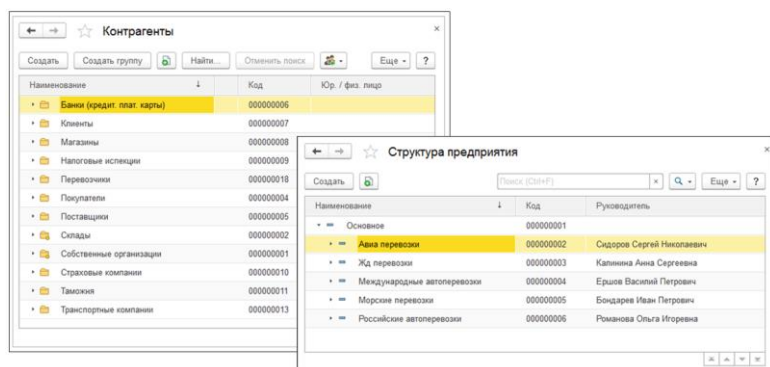 Контрагенты
Создать Создать группу Найти... Отменить поиск Еще ?
Наименование Код Юр. / физ. лицо
Банки (кредит. плат. карты) 000000006
Клиенты 000000007
Магазины 000000008
Налоговые испекции 000000009
Перевозчики 000000018
Покупатели 000000004
Поставщики 000000005
Склады 000000002
Собственные организации 000000001
Страховые компании 000000010
Таможня 000000011
Транспортные компании 000000013
Структура предприятия
Создать Поиск (Ctrl+F) × Еще ?
Наименование Код Руководитель
Основное 000000001
Авиа перевозки 000000002 Сидоров Сергей Николаевич
Жд перевозки 000000003 Калинина Анна Сергеевна
Международные автоперевозки 000000004 Ершов Василий Петрович
Морские перевозки 000000005 Бондарев Иван Петрович
Российские автоперевозки 000000006 Романова Ольга Игоревна